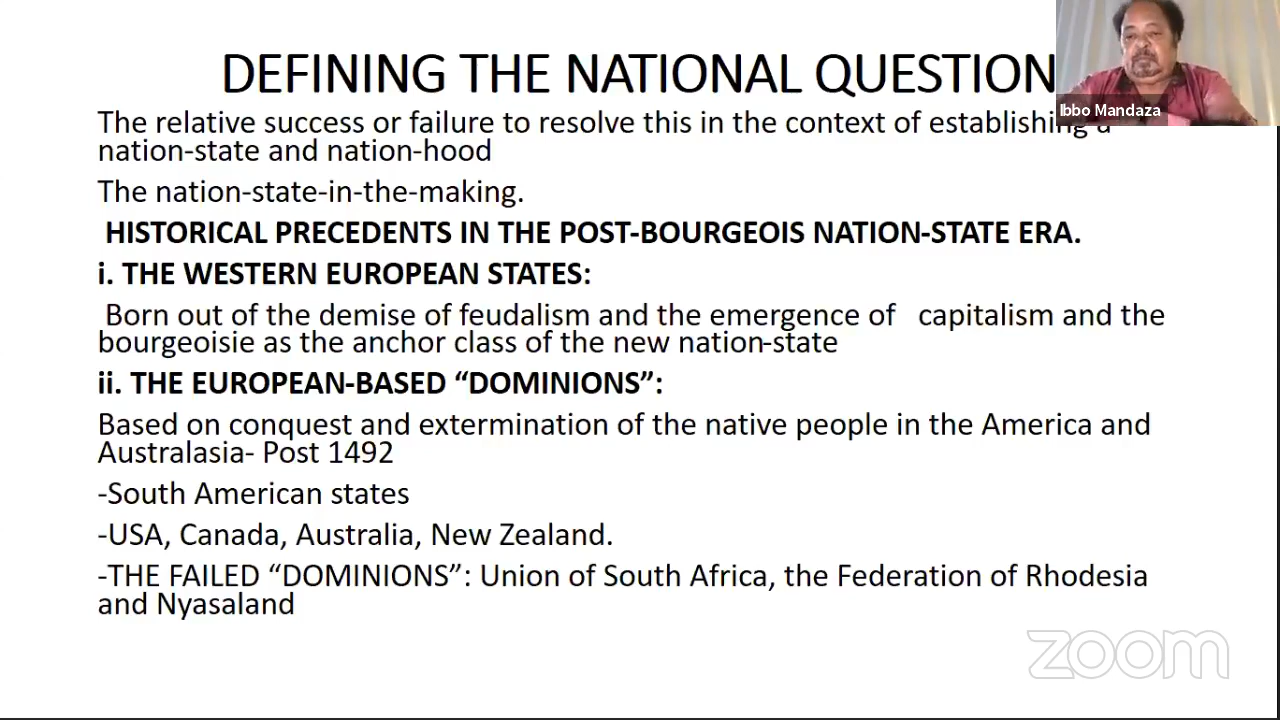 DEFINING THE NATIONAL QUESTION
Ibbo Mandaza
The relative success or failure to resolve this in the context of establishing a
nation-state and nation-hood
The nation-state-in-the-making.
HISTORICAL PRECEDENTS IN THE POST-BOURGEOIS NATION-STATE ERA.
i. THE WESTERN EUROPEAN STATES:
Born out of the demise of feudalism and the emergence of capitalism and the
bourgeoisie as the anchor class of the new nation-state
ii. THE EUROPEAN-BASED “DOMINIONS”:
Based on conquest and extermination of the native people in the America and
Australasia- Post 1492
-South American states
-USA, Canada, Australia, New Zealand.
-THE FAILED “DOMINIONS”: Union of South Africa, the Federation of Rhodesia
and Nyasaland
zoom